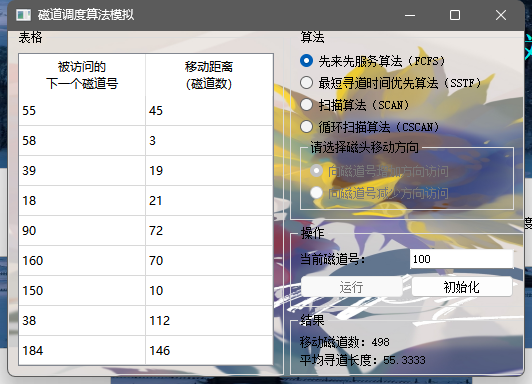 磁道调度算法模拟
表格
被访问的 移动距离
下一个磁道号 (磁道数)
55 45
58 3
39 19
18 21
90 72
160 70
150 10
38 112
184 146
算法
先来先服务算法（FCFS）
最短寻道时间优先算法（SSTF）
扫描算法（SCAN）
循环扫描算法（CSCAN）
请选择磁头移动方向
向磁道号增加方向访问
向磁道号减少方向访问
操作
当前磁道号： 100
运行 初始化
结果
移动磁道数：498
平均寻道长度：55.3333